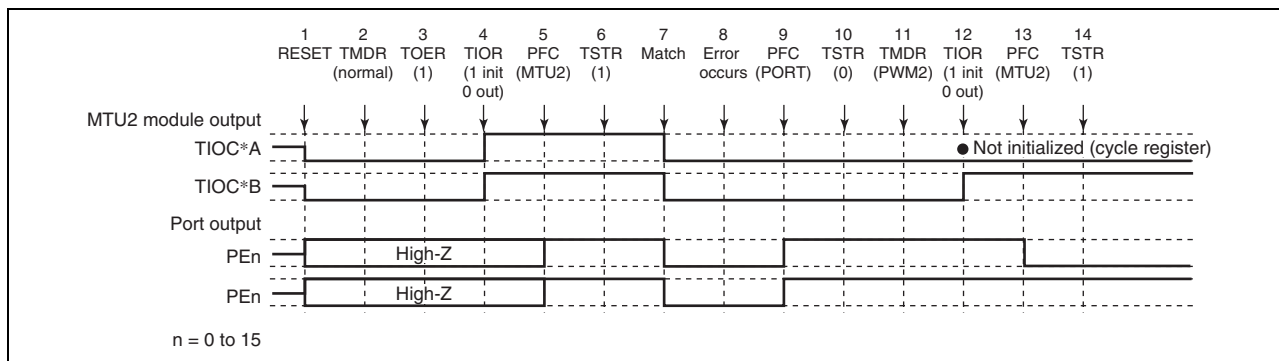 1 2 3 4 5 6 7 8 9 10 11 12 13 14
RESET TMDR TOER TIOR PFC TSTR Match Error PFC TSTR TMDR TIOR PFC TSTR
(normal) (1) (1 init (MTU2) (1) occurs (PORT) (0) (PWM2) (1 init (MTU2) (1)
0 out) 0 out)
MTU2 module output
TIOC*A ● Not initialized (cycle register)
TIOC*B
Port output
PEn High-Z
PEn High-Z
n = 0 to 15